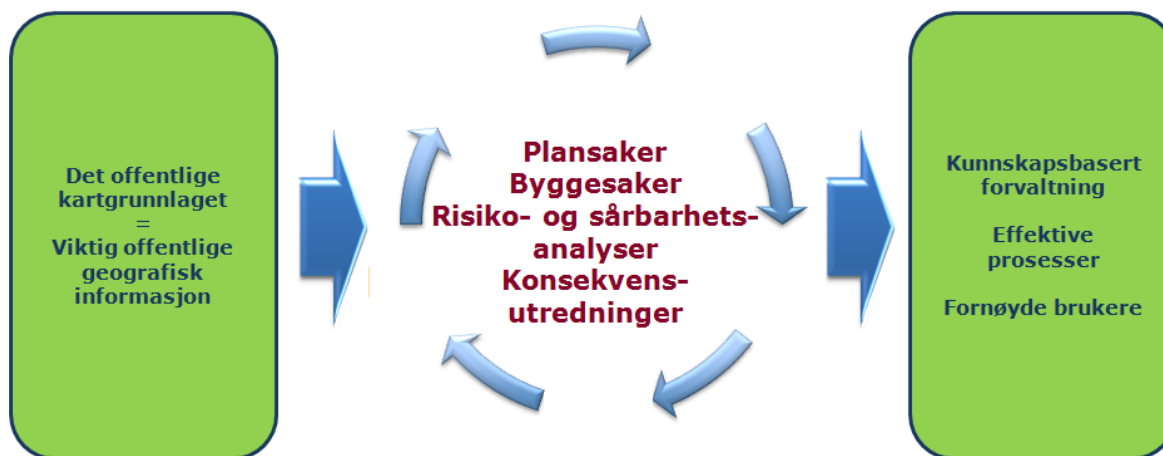 Det offentlige
kartgrunnlaget
=
Viktig offentlige
geografisk
informasjon
Plansaker
Byggesaker
Risiko- og sårbarhets-
analyser
Konsekvens-
utredninger
Kunnskapsbasert
forvaltning
Effektive
prosesser
Fornøyde brukere